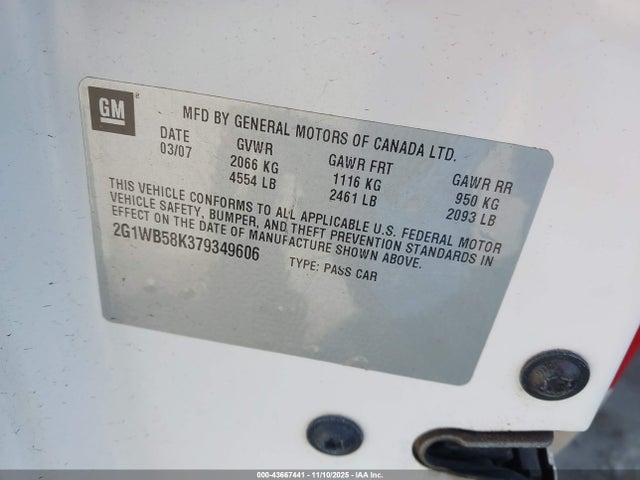 GM
MFD BY GENERAL MOTORS OF CANADA LTD.
DATE GVWR GAWR FRT GAWR RR
03/07 2066 KG 1116 KG 950 KG
4554 LB 2461 LB 2093 LB
THIS VEHICLE CONFORMS TO ALL APPLICABLE U.S. FEDERAL MOTOR
VEHICLE SAFETY, BUMPER, AND THEFT PREVENTION STANDARDS IN
EFFECT ON THE DATE OF MANUFACTURE SHOWN ABOVE.
2G1WB58K379349606 TYPE: PASS CAR
000-43667441 - 11/10/2025 - IAAI, Inc.